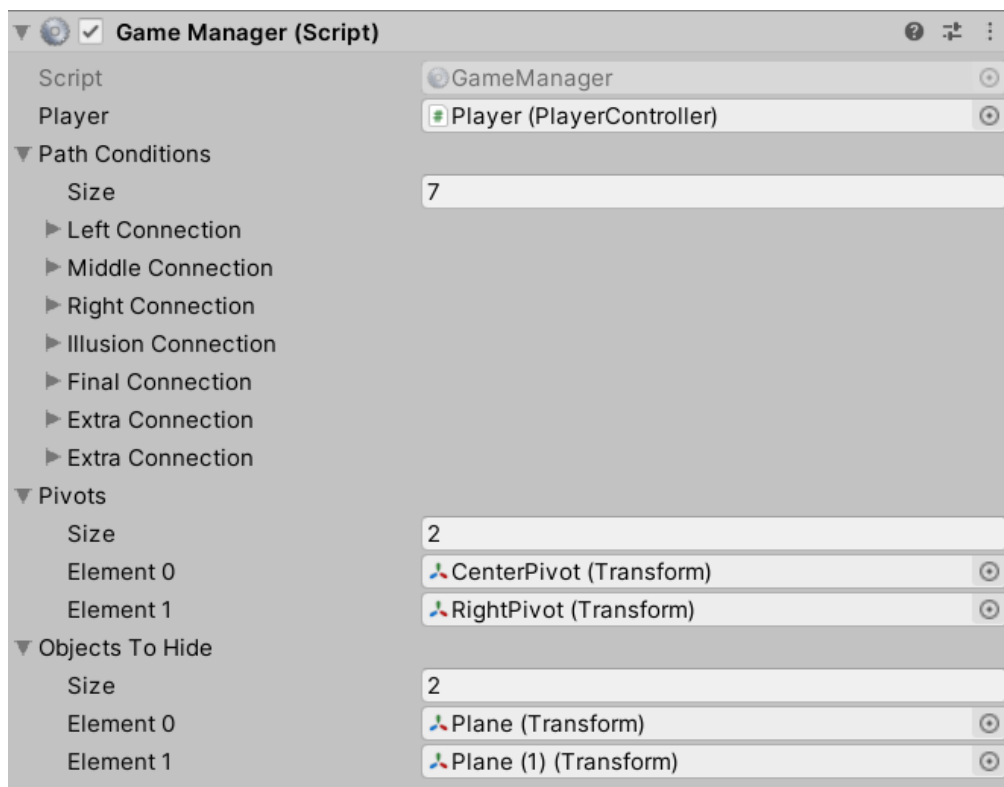 Game Manager (Script)
Script GameManager
Player Player (PlayerController)
Path Conditions
Size 7
Left Connection
Middle Connection
Right Connection
Illusion Connection
Final Connection
Extra Connection
Extra Connection
Pivots
Size 2
Element 0 CenterPivot (Transform)
Element 1 RightPivot (Transform)
Objects To Hide
Size 2
Element 0 Plane (Transform)
Element 1 Plane (1) (Transform)